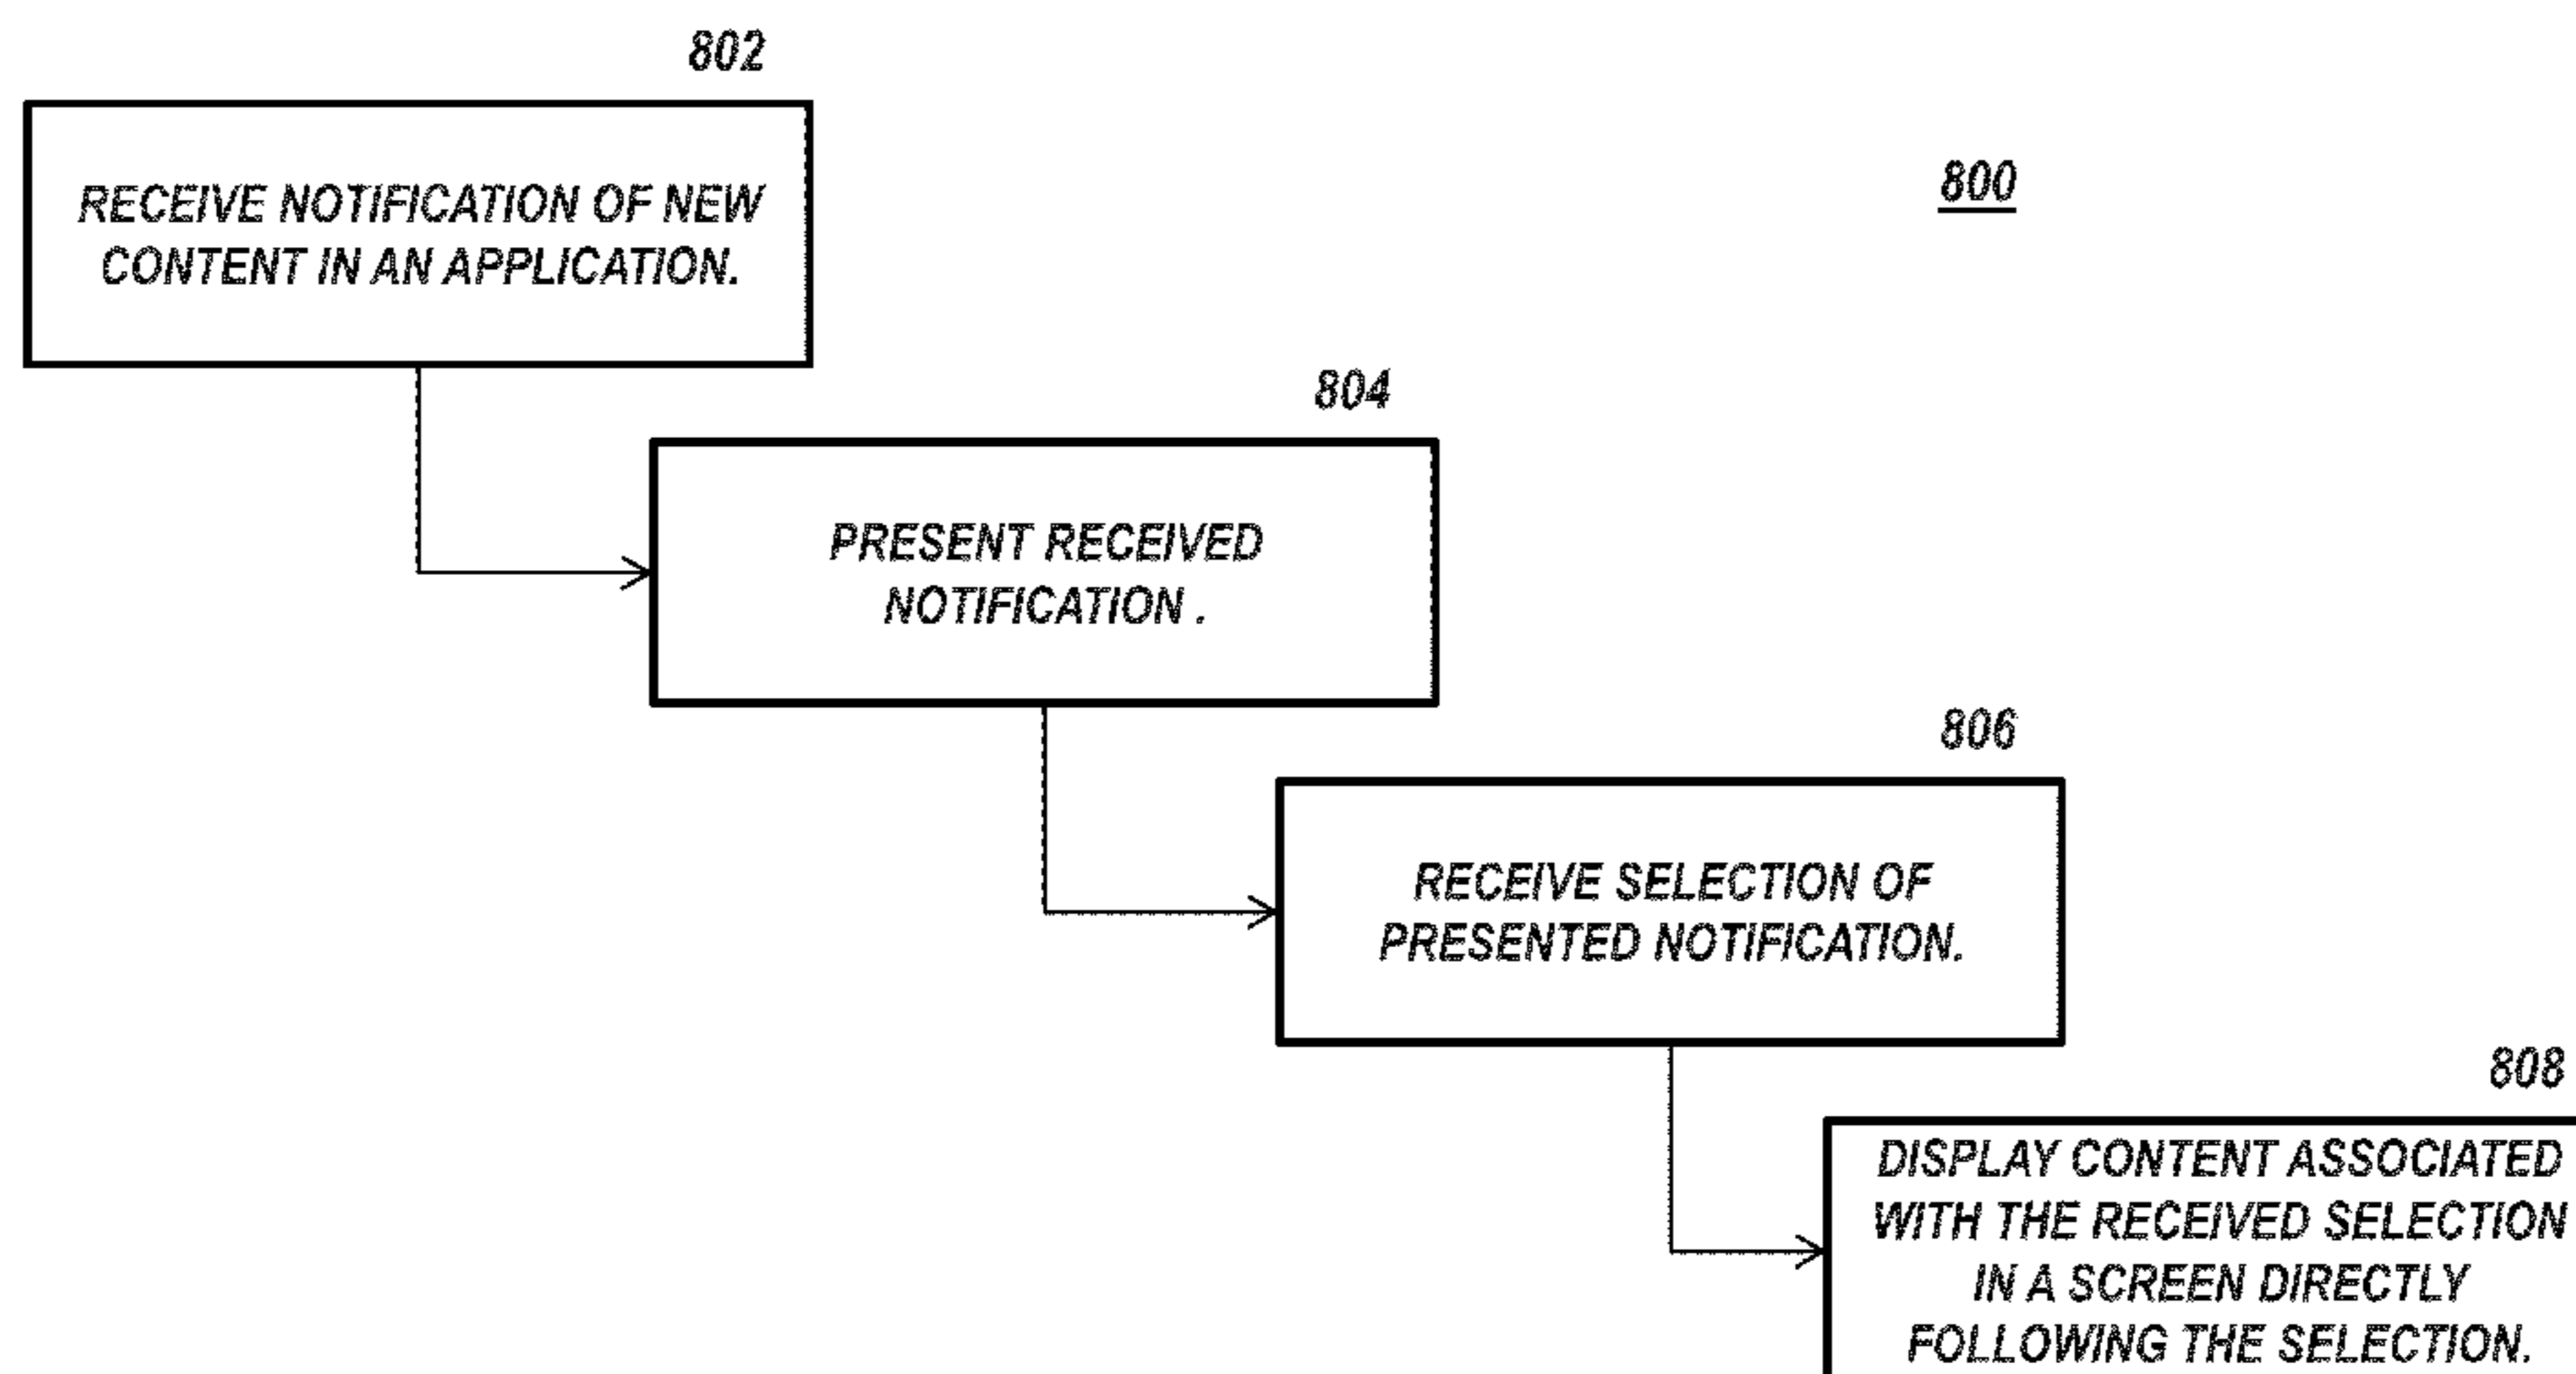 802
RECEIVE NOTIFICATION OF NEW
CONTENT IN AN APPLICATION.
800
804
PRESENT RECEIVED
NOTIFICATION .
806
RECEIVE SELECTION OF
PRESENTED NOTIFICATION.
808
DISPLAY CONTENT ASSOCIATED
WITH THE RECEIVED SELECTION
IN A SCREEN DIRECTLY
FOLLOWING THE SELECTION.